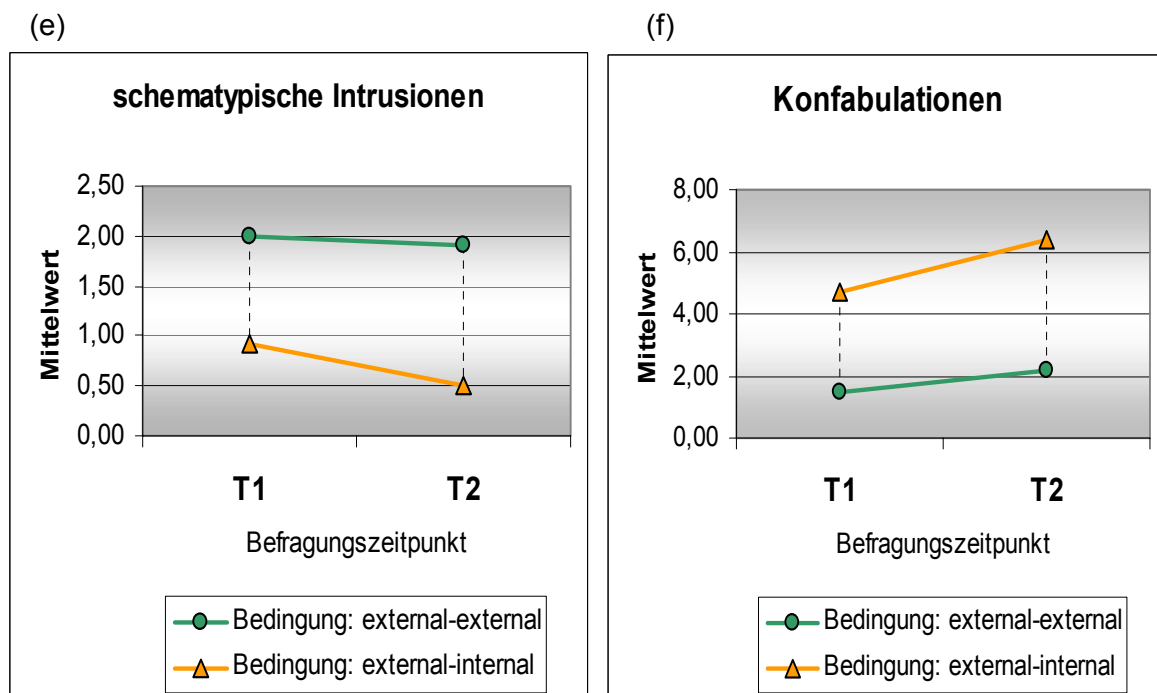 (e)
schematypische Intrusionen
2,50
2,00
1,50
1,00
0,50
0,00
Mittelwert
T1 T2
Befragungszeitpunkt
Bedingung: external-external
Bedingung: external-internal
(f)
Konfabulationen
8,00
6,00
4,00
2,00
0,00
Mittelwert
T1 T2
Befragungszeitpunkt
Bedingung: external-external
Bedingung: external-internal